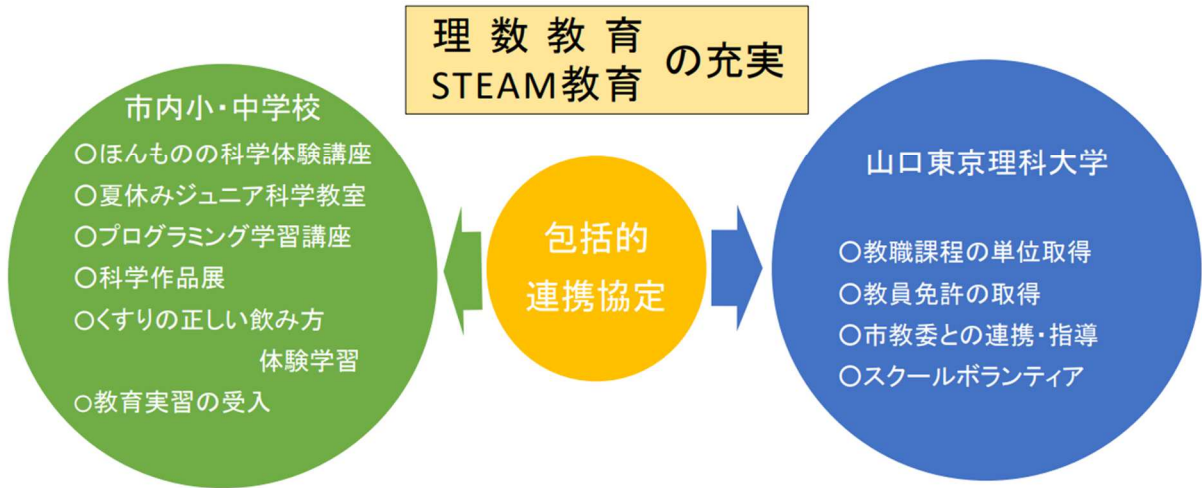 理数教育
STEAM教育
の充実
市内小・中学校
○ほんものの科学体験講座
○夏休みジュニア科学教室
○プログラミング学習講座
○科学作品展
○くすりの正しい飲み方
体験学習
○教育実習の受入
包括的
連携協定
山口東京理科大学
○教職課程の単位取得
○教員免許の取得
○市教委との連携・指導
○スクールボランティア